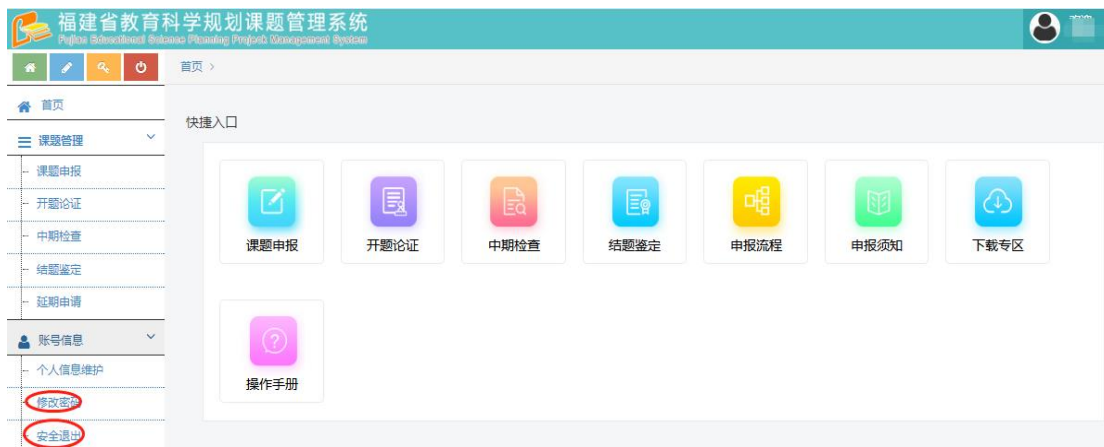 福建省教育科学规划课题管理系统
Fujian Educational Science Planning Project Management System
首页 >
首页
课题管理
课题申报
开题论证
中期检查
结题鉴定
延期申请
账号信息
个人信息维护
修改密码
安全退出
快捷入口
课题申报
开题论证
中期检查
结题鉴定
申报流程
申报须知
下载专区
操作手册